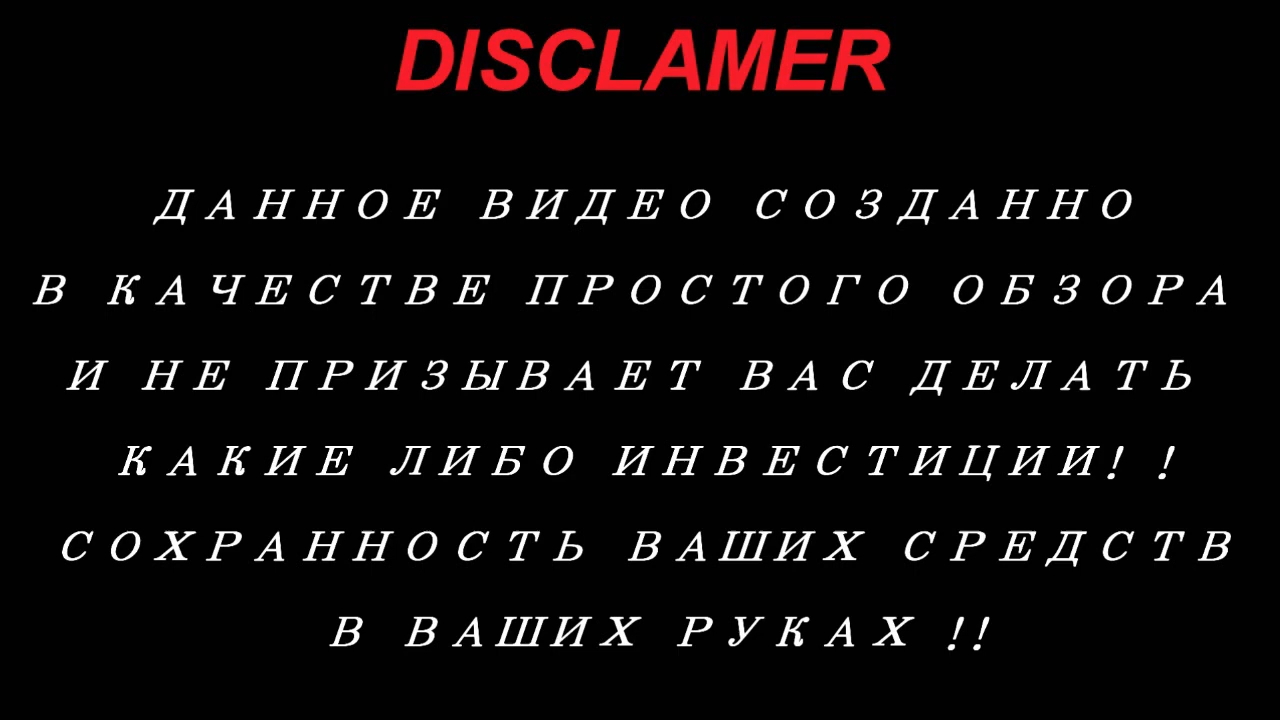 DISCLAMER
ДАННОЕ ВИДЕО СОЗДАННО
В КАЧЕСТВЕ ПРОСТОГО ОБЗОРА
И НЕ ПРИЗЫВАЕТ ВАС ДЕЛАТЬ
КАКИЕ ЛИБО ИНВЕСТИЦИИ! !
СОХРАННОСТЬ ВАШИХ СРЕДСТВ
В ВАШИХ РУКАХ !!